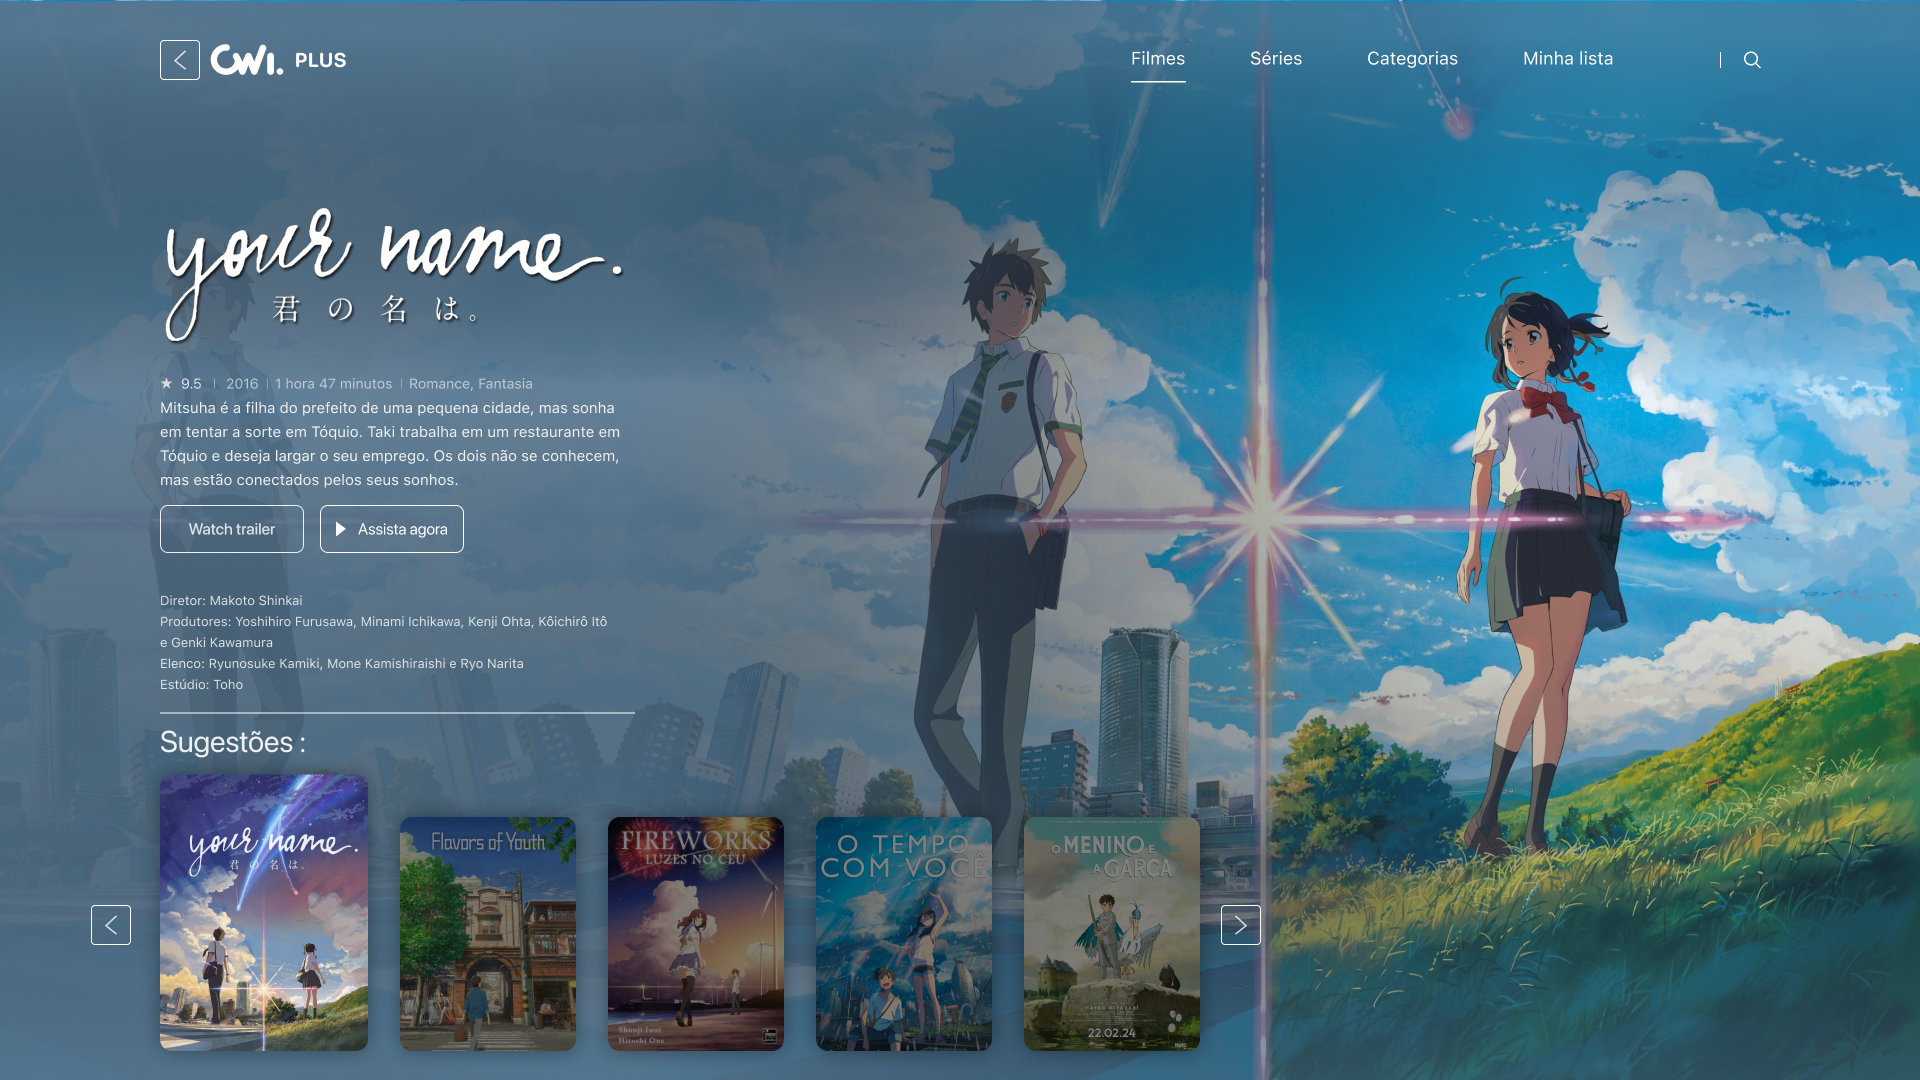 CWI. PLUS
Filmes
Séries
Categorias
Minha lista
your name.
君の名は。
★ 9.5 | 2016 | 1 hora 47 minutos | Romance, Fantasia
Mitsuha é a filha do prefeito de uma pequena cidade, mas sonha
em tentar a sorte em Tóquio. Taki trabalha em um restaurante em
Tóquio e deseja largar o seu emprego. Os dois não se conhecem,
mas estão conectados pelos seus sonhos.
Watch trailer
Assista agora
Diretor: Makoto Shinkai
Produtores: Yoshihiro Furusawa, Minami Ichikawa, Kenji Ohta, Kôichirô Itô
e Genki Kawamura
Elenco: Ryunosuke Kamiki, Mone Kamishiraishi e Ryo Narita
Estúdio: Toho
Sugestões :
your name.
君の名は.
Flavors of Youth
FIREWORKS
LUZES NO CÉU
Shunji Iwai
Hitoshi One
O TEMPO
COM VOCÊ
O MENINO E
A GARÇA
HAYAO MIYAZAKI
22.02.24